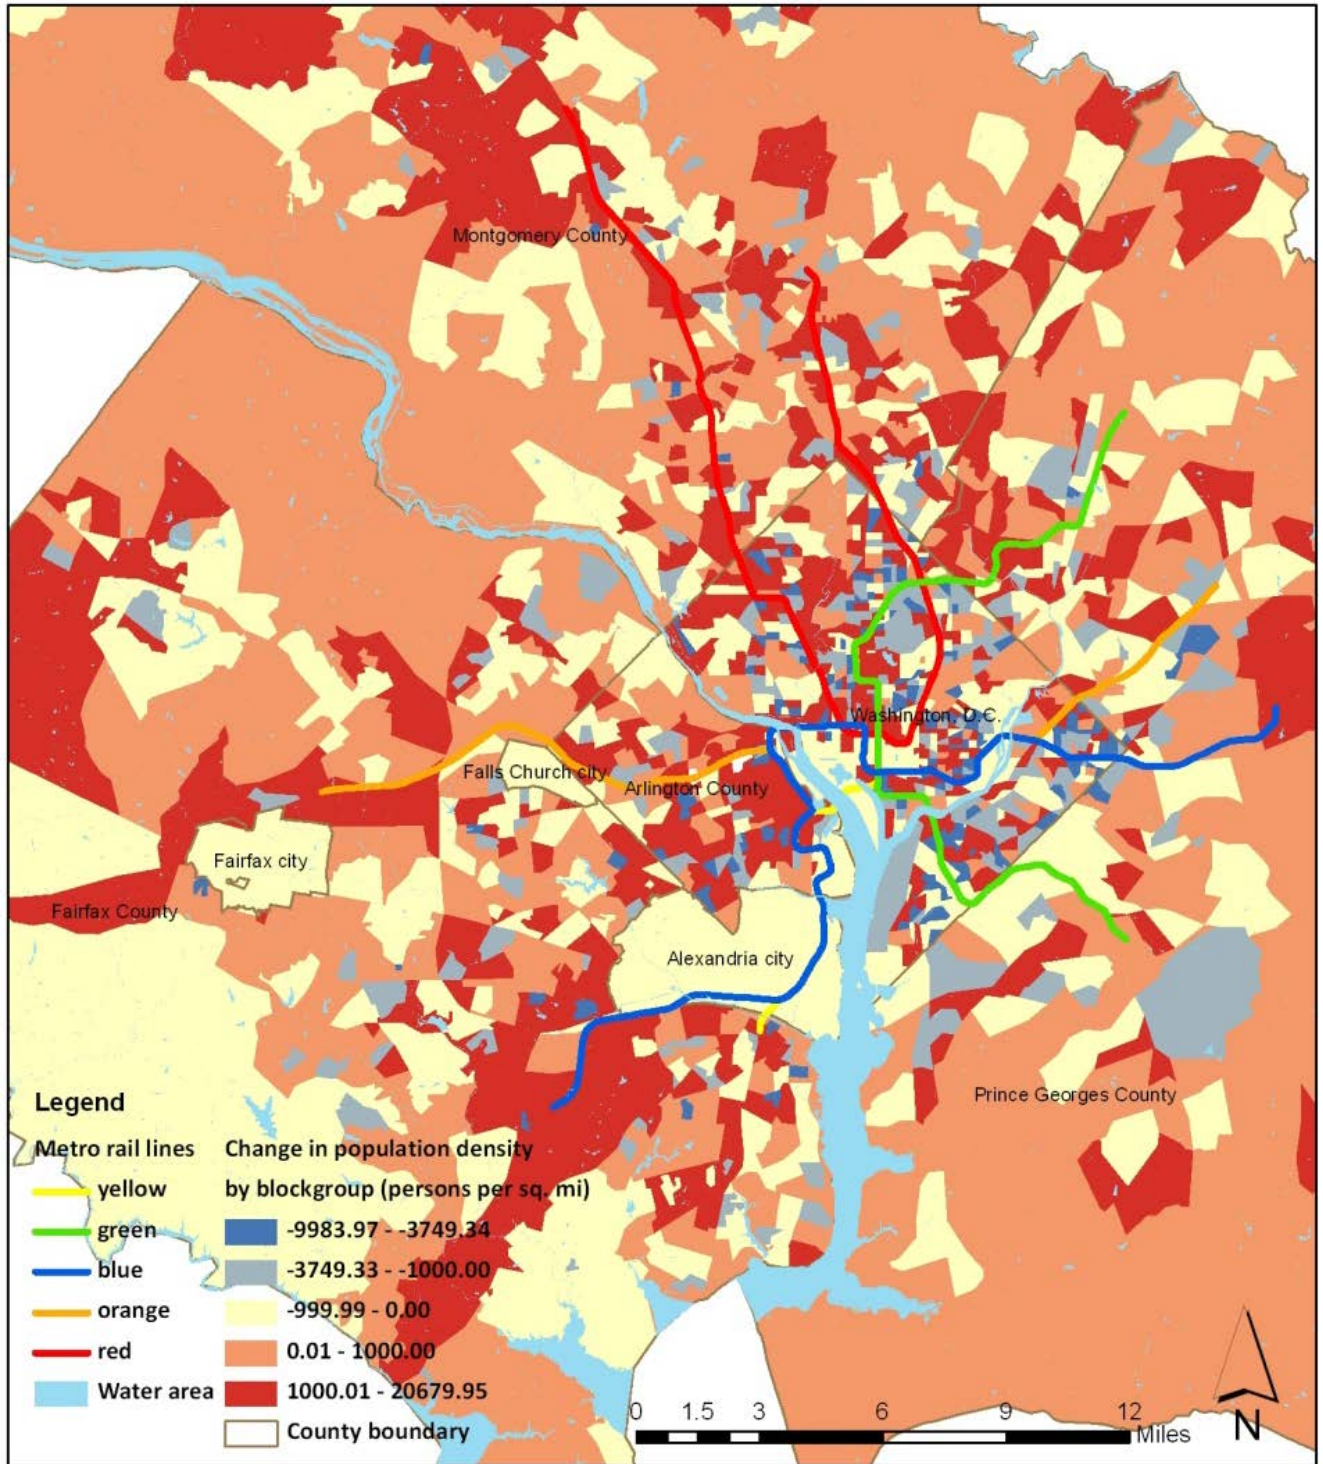 Montgomery County
Washington, D.C.
Falls Church city
Arlington County
Fairfax city
Fairfax County
Alexandria city
Prince Georges County
Legend
Metro rail lines
Change in population density
by blockgroup (persons per sq. mi)
yellow
green
-9983.97 - -3749.34
blue
-3749.33 - -1000.00
orange
-999.99 - 0.00
red
0.01 - 1000.00
Water area
1000.01 - 20679.95
County boundary
0 1.5 3 6 9 12
Miles
N